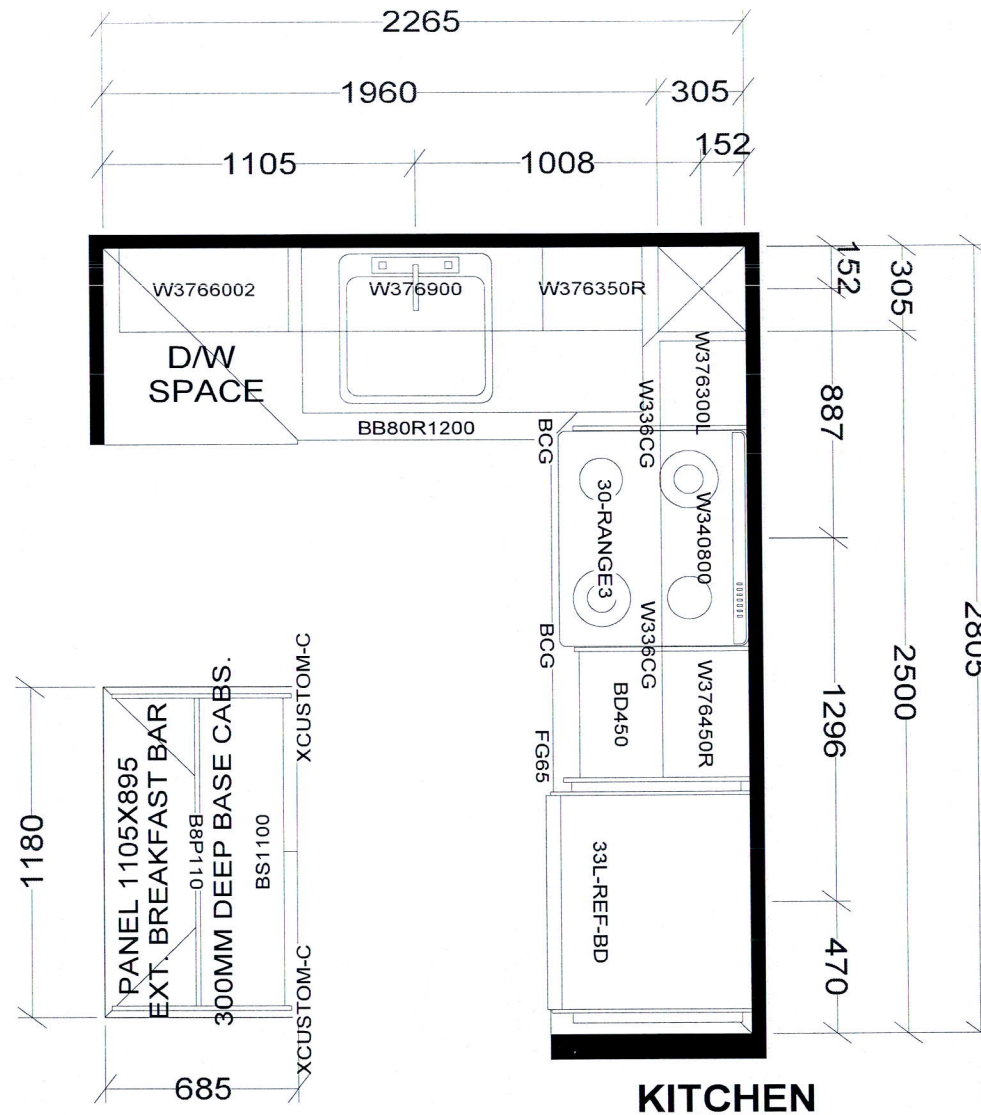 2265
1960
305
1105
1008
152
W3766002
W376900
W376350R
D/W
SPACE
BB80R1200
152
305
887
2500
2805
1296
470
W376300L
W336CG
BCG
30-RANGE3
W340800
BCG
W336CG
BD450
W376450R
FG65
33L-REF-BD
XCUSTOM-C
PANEL 1105X895
EXT. BREAKFAST BAR
B8P110
300MM DEEP BASE CABS.
BS1100
XCUSTOM-C
1180
685
KITCHEN